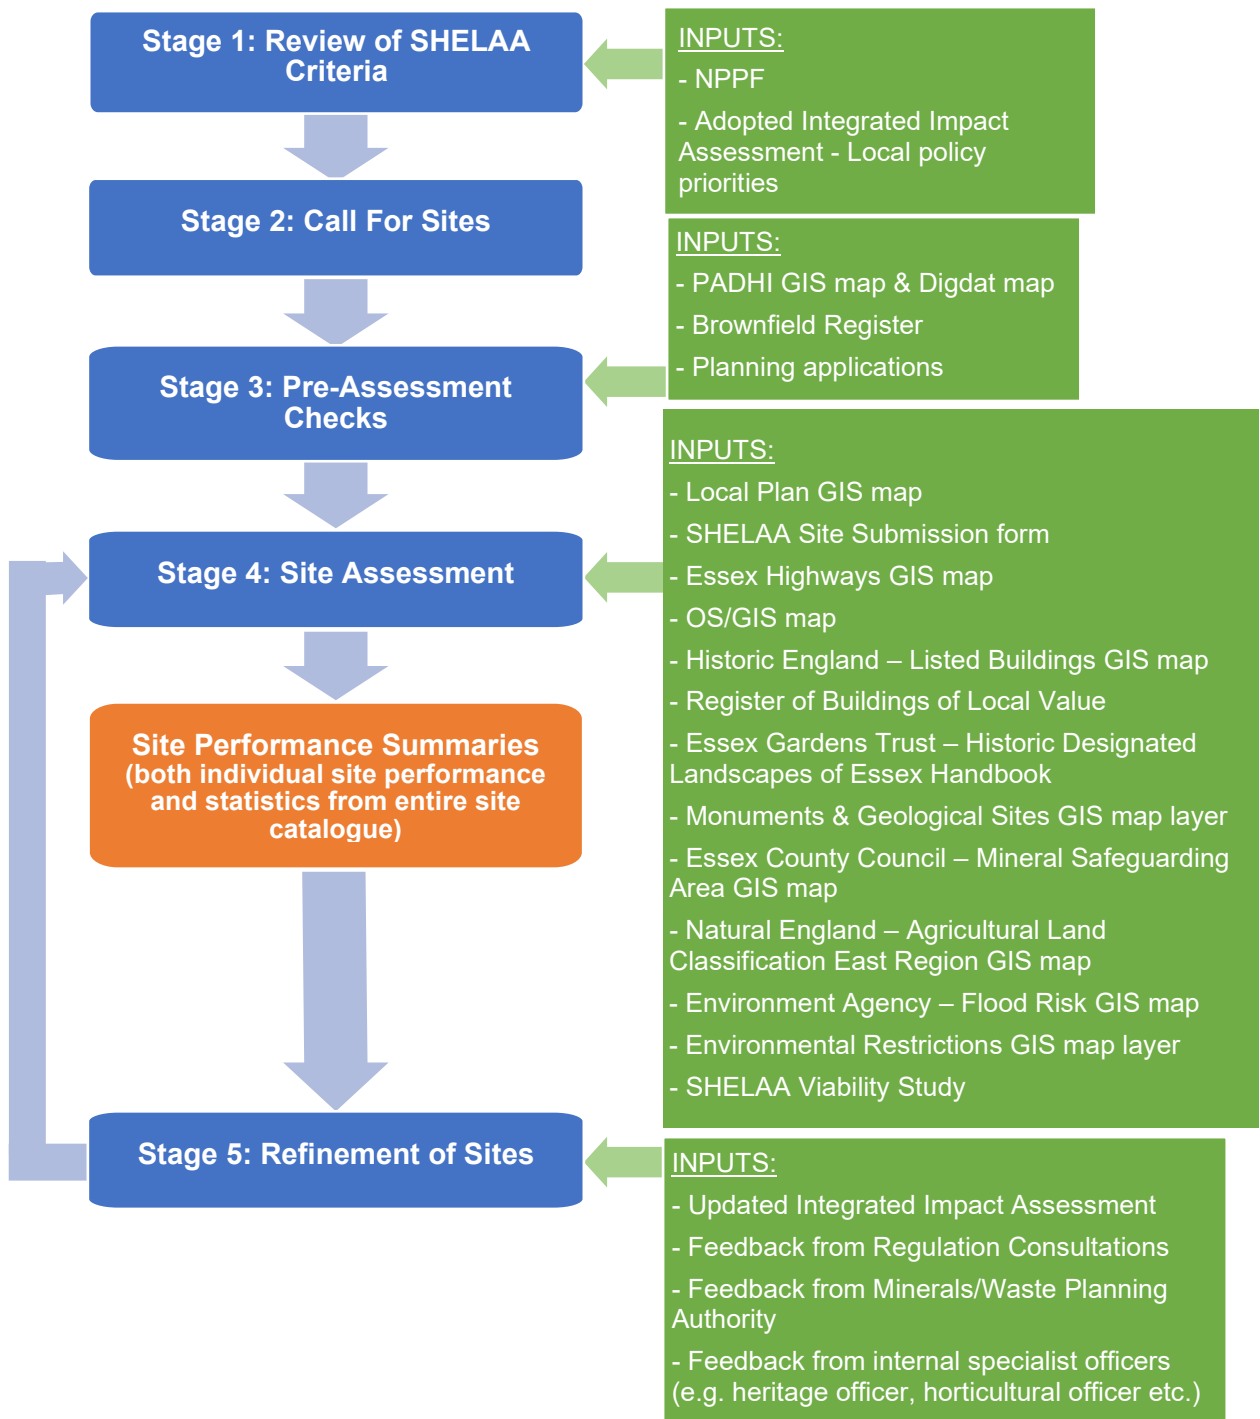 Stage 1: Review of SHELAA
Criteria
INPUTS:
- NPPF
- Adopted Integrated Impact
Assessment - Local policy
priorities
Stage 2: Call For Sites
INPUTS:
- PADHI GIS map & Digdat map
- Brownfield Register
- Planning applications
Stage 3: Pre-Assessment
Checks
INPUTS:
- Local Plan GIS map
- SHELAA Site Submission form
- Essex Highways GIS map
- OS/GIS map
- Historic England – Listed Buildings GIS map
- Register of Buildings of Local Value
- Essex Gardens Trust – Historic Designated
Landscapes of Essex Handbook
- Monuments & Geological Sites GIS map layer
- Essex County Council – Mineral Safeguarding
Area GIS map
- Natural England – Agricultural Land
Classification East Region GIS map
- Environment Agency – Flood Risk GIS map
- Environmental Restrictions GIS map layer
- SHELAA Viability Study
Stage 4: Site Assessment
Site Performance Summaries
(both individual site performance
and statistics from entire site
catalogue)
Stage 5: Refinement of Sites
INPUTS:
- Updated Integrated Impact Assessment
- Feedback from Regulation Consultations
- Feedback from Minerals/Waste Planning
Authority
- Feedback from internal specialist officers
(e.g. heritage officer, horticultural officer etc.)